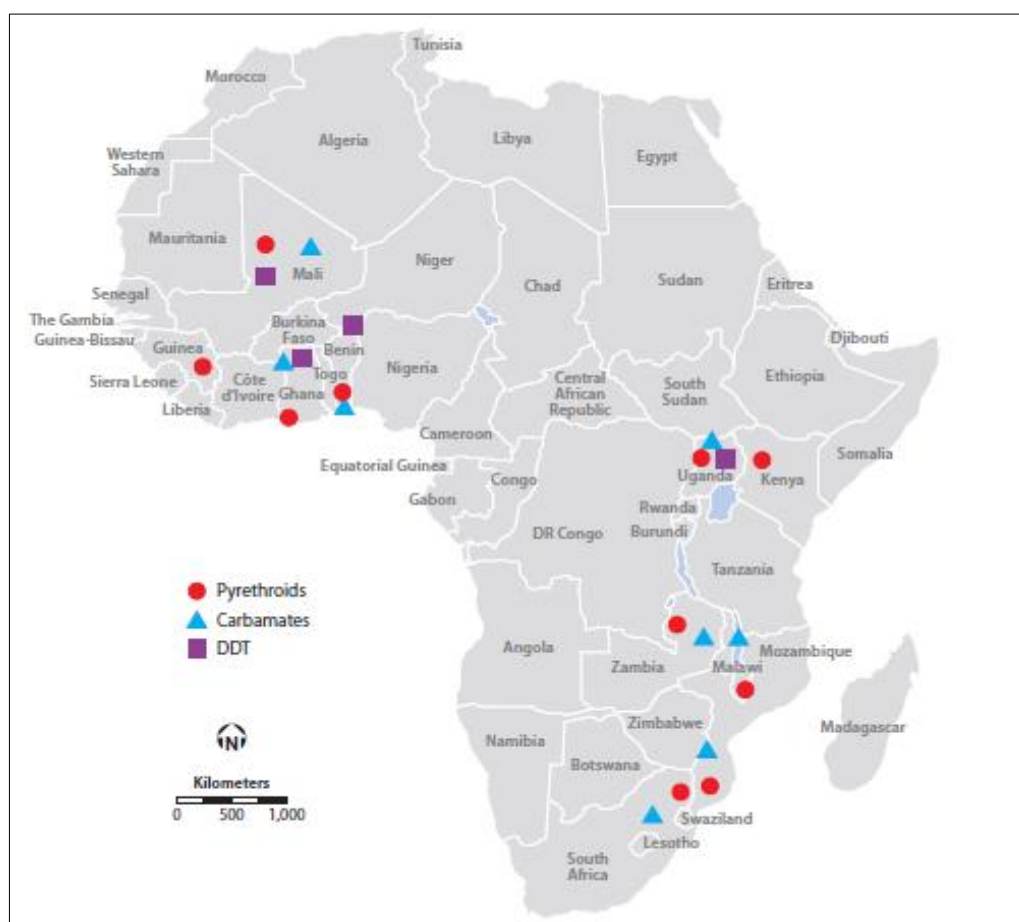 Tunisia
Morocco
Algeria
Libya
Egypt
Western
Sahara
Mauritania
Mali
Niger
Chad
Sudan
Eritrea
Senegal
The Gambia
Guinea-Bissau
Guinea
Sierra Leone
Liberia
Côte
d'Ivoire
Burkina
Faso
Ghana
Togo
Benin
Nigeria
Djibouti
Ethiopia
South
Sudan
Central
African
Republic
Cameroon
Somalia
Equatorial Guinea
Gabon
Congo
Uganda
Kenya
Rwanda
Burundi
DR Congo
Tanzania
Pyrethroids
Carbamates
DDT
Angola
Zambia
Malawi
Mozambique
Zimbabwe
Madagascar
Namibia
Botswana
N
Kilometers
0 500 1,000
Swaziland
Lesotho
South
Africa